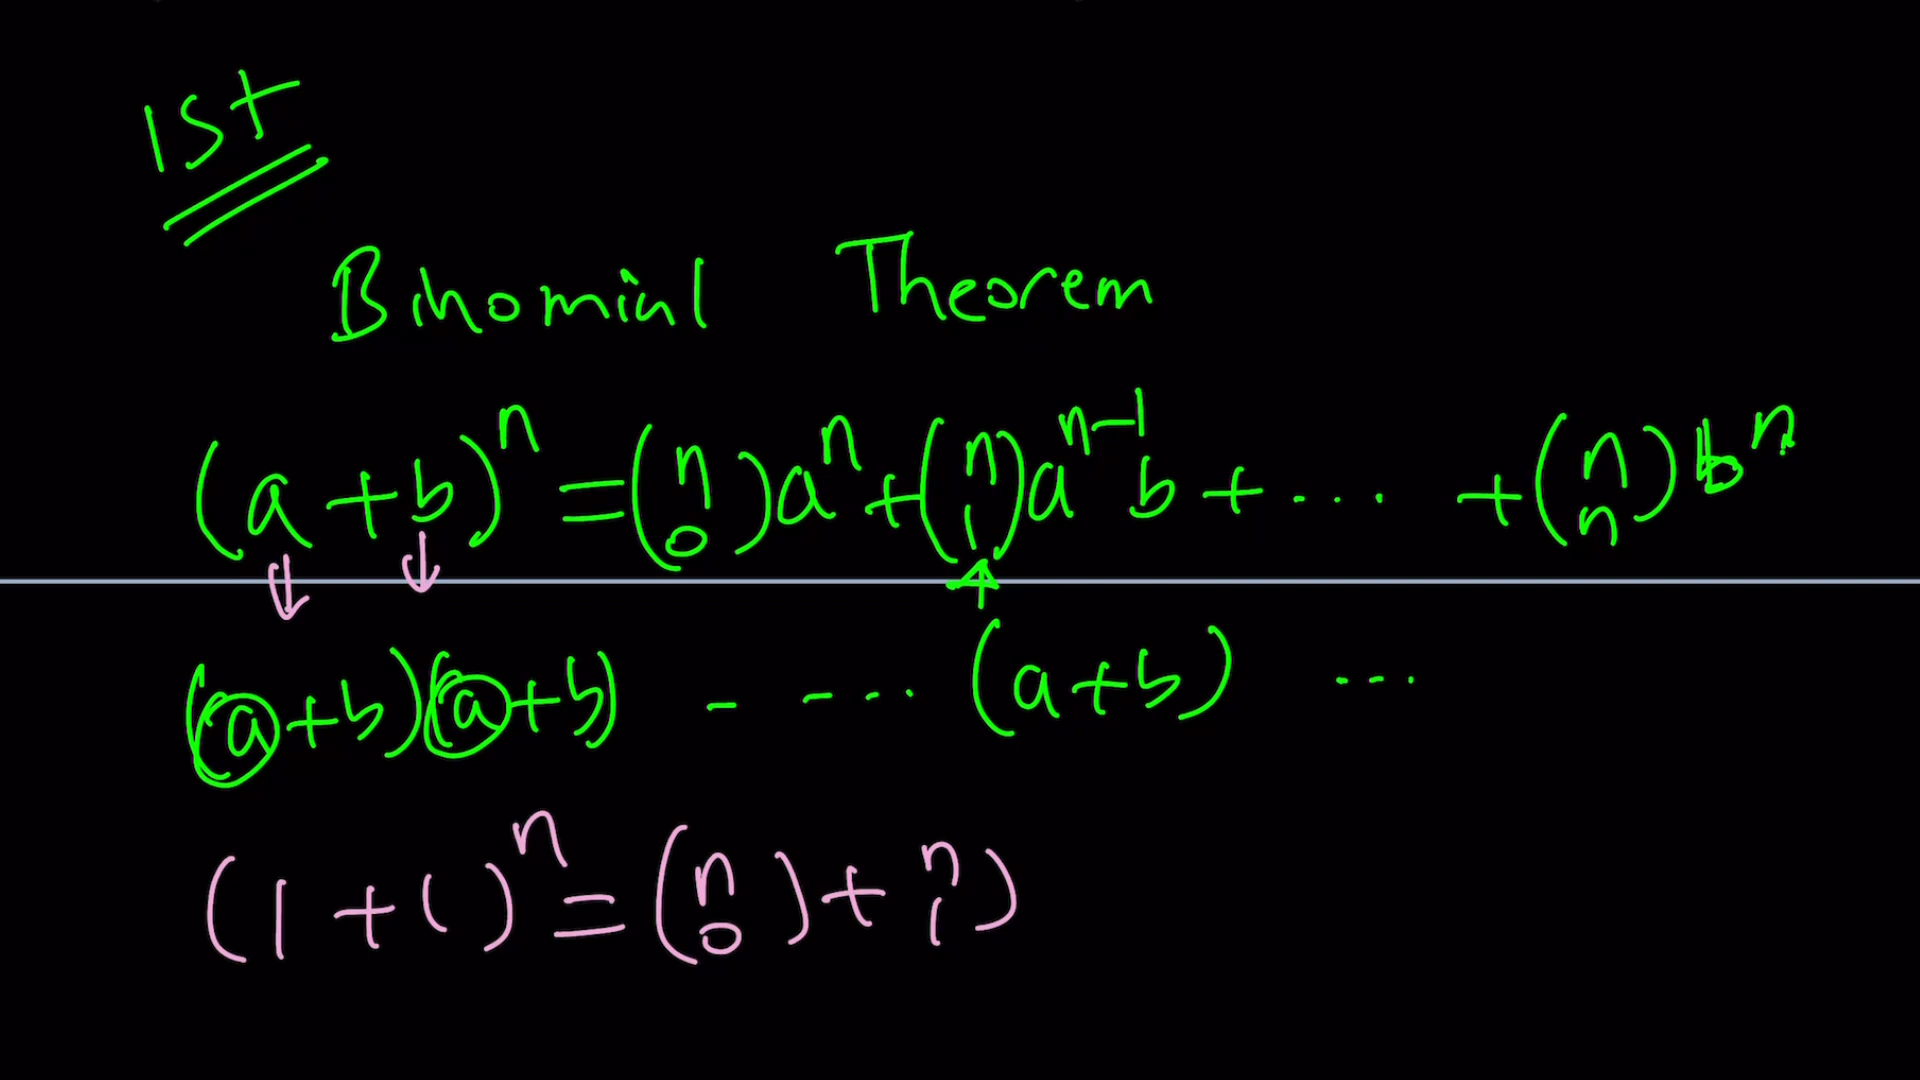 1st
Binomial Theorem
(a + b)^n = (n 0)a^n + (n 1)a^n-1 b + ... + (n n)b^n
(a+b)(a+b) - - ... (a+b) ...
(1 + 1)^n = (n 0) + n 1)